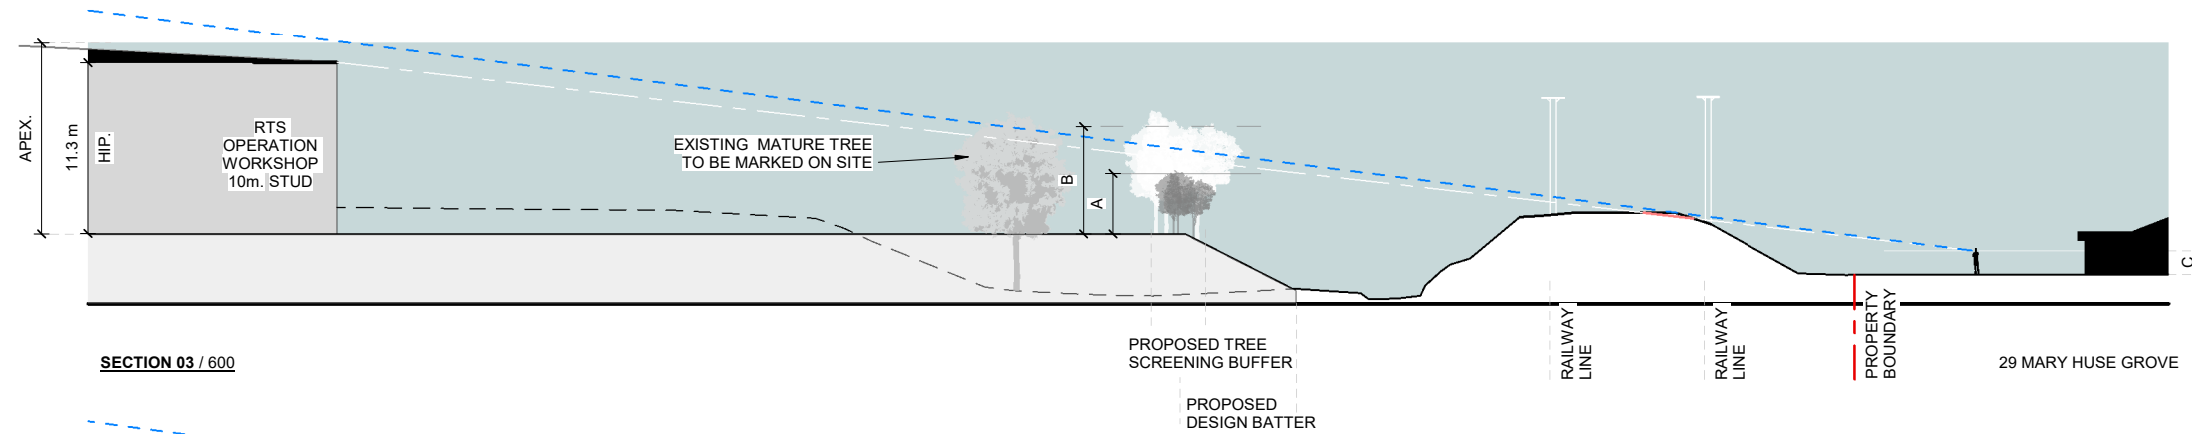 APEX.
11.3 m
HIP.
RTS
OPERATION
WORKSHOP
10m. STUD
EXISTING  MATURE TREE
TO BE MARKED ON SITE
B
A
C
PROPOSED TREE
SCREENING BUFFER
PROPOSED
DESIGN BATTER
RAILWAY
LINE
RAILWAY
LINE
PROPERTY
BOUNDARY
29 MARY HUSE GROVE
SECTION 03 / 600